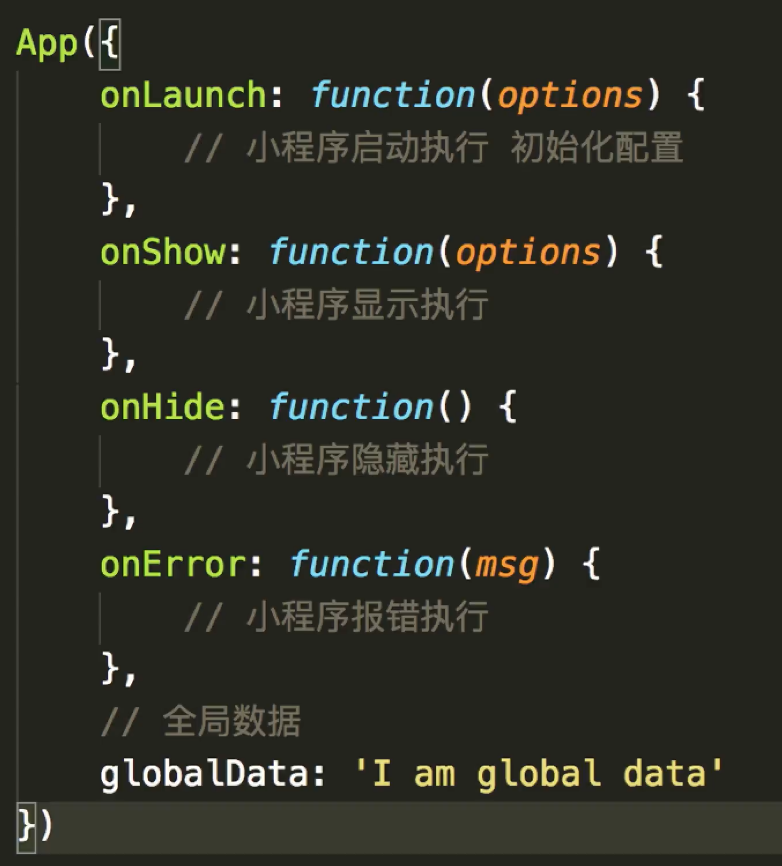 App({
    onLaunch: function(options) {
        // 小程序启动执行 初始化配置
    },
    onShow: function(options) {
        // 小程序显示执行
    },
    onHide: function() {
        // 小程序隐藏执行
    },
    onError: function(msg) {
        // 小程序报错执行
    },
    // 全局数据
    globalData: 'I am global data'
})